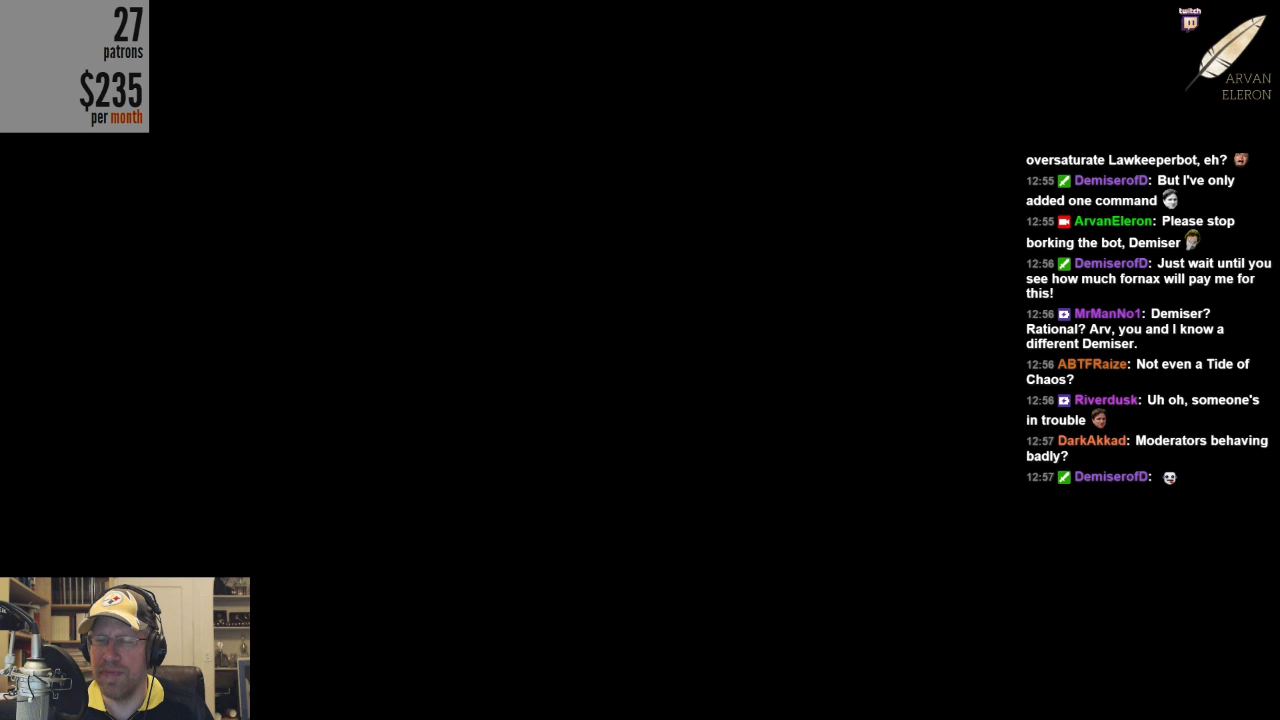 27
patrons
$235
per month
twitch
ARVAN
ELERON
oversaturate Lawkeeperbot, eh?
12:55 DemiserofD: But I've only
added one command
12:55 ArvanEleron: Please stop
borking the bot, Demiser
12:56 DemiserofD: Just wait until you
see how much fornax will pay me for
this!
12:56 MrManNo1: Demiser?
Rational? Arv, you and I know a
different Demiser.
12:56 ABTFRaize: Not even a Tide of
Chaos?
12:56 Riverdusk: Uh oh, someone's
in trouble
12:57 DarkAkkad: Moderators behaving
badly?
12:57 DemiserofD: